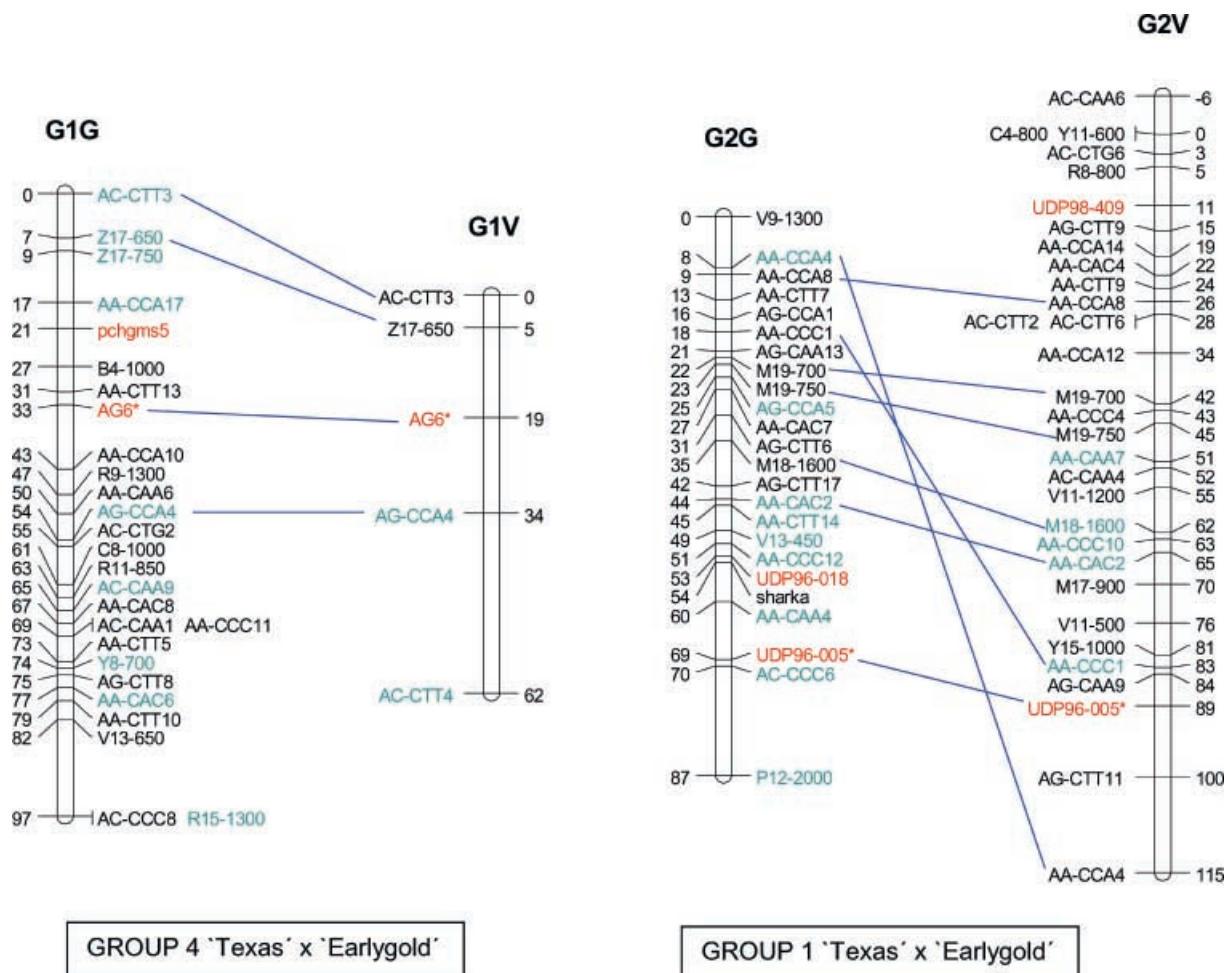 G1G
0 AC-CTT3
7 Z17-650
9 Z17-750
17 AA-CCA17
21 pchgms5
27 B4-1000
31 AA-CTT13
33 AG6*
43 AA-CCA10
47 R9-1300
50 AA-CAA6
54 AG-CCA4
55 AC-CTG2
61 C8-1000
63 R11-850
65 AC-CAA9
67 AA-CAC8
69 AC-CAA1 AA-CCC11
73 AA-CTT5
74 Y8-700
75 AG-CTT8
77 AA-CAC6
79 AA-CTT10
82 V13-650
97 AC-CCC8 R15-1300
G1V
AC-CTT3 0
Z17-650 5
AG6* 19
AG-CCA4 34
AC-CTT4 62
GROUP 4 `Texas´ x `Earlygold´
G2G
0 V9-1300
8 AA-CCA4
9 AA-CCA8
13 AA-CTT7
16 AG-CCA1
18 AA-CCC1
21 AG-CAA13
22 M19-700
23 M19-750
25 AG-CCA5
27 AA-CAC7
31 AG-CTT6
35 M18-1600
42 AG-CTT17
44 AA-CAC2
45 AA-CTT14
49 V13-450
51 AA-CCC12
53 UDP96-018
54 sharka
60 AA-CAA4
69 UDP96-005*
70 AC-CCC6
87 P12-2000
G2V
AC-CAA6 -6
C4-800 Y11-600 0
AC-CTG6 3
R8-800 5
UDP98-409 11
AG-CTT9 15
AA-CCA14 19
AA-CAC4 22
AA-CTT9 24
AA-CCA8 26
AC-CTT2 AC-CTT6 28
AA-CCA12 34
M19-700 42
AA-CCC4 43
M19-750 45
AA-CAA7 51
AC-CAA4 52
V11-1200 55
M18-1600 62
AA-CCC10 63
AA-CAC2 65
M17-900 70
V11-500 76
Y15-1000 81
AA-CCC1 83
AG-CAA9 84
UDP96-005* 89
AG-CTT11 100
AA-CCA4 115
GROUP 1 `Texas´ x `Earlygold´